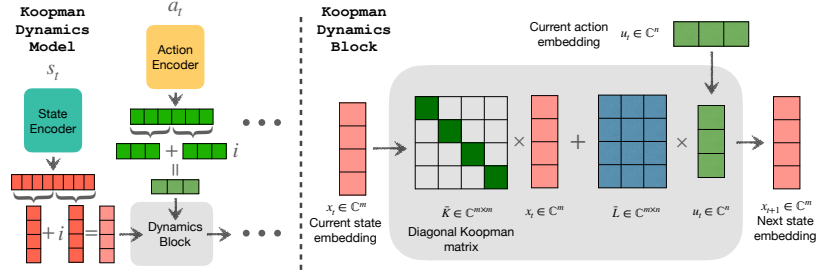 Koopman
Dynamics
Model
a_t
Action
Encoder
s_t
State
Encoder
+
i
=
+ i =
Dynamics
Block
Koopman
Dynamics
Block
Current action
embedding
u_t ∈ ℂ^n
× + ×
x_t ∈ ℂ^m
Current state
embedding
K̄ ∈ ℂ^{m×m}
Diagonal Koopman
matrix
x_t ∈ ℂ^m
L̄ ∈ ℂ^{m×n}
u_t ∈ ℂ^n
x_{t+1} ∈ ℂ^m
Next state
embedding